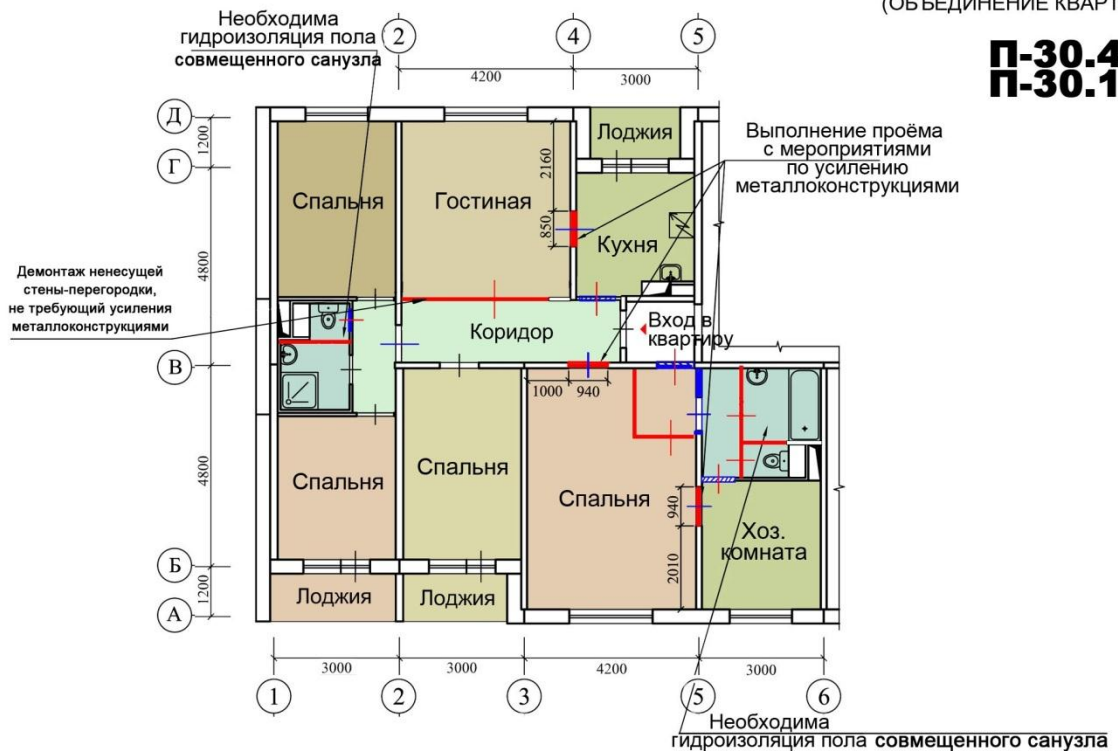 (ОБЪЕДИНЕНИЕ КВАРТ
П-30.4
П-30.1
Необходима
гидроизоляция пола
совмещенного санузла
2
4
5
4200
3000
Д
Г
В
Б
А
1200
4800
4800
1200
Лоджия
Выполнение проёма
с мероприятиями
по усилению
металлоконструкциями
2160
850
Спальня
Гостиная
Кухня
Демонтаж ненесущей
стены-перегородки,
не требующий усиления
металлоконструкциями
Коридор
Вход в
квартиру
1000
940
Спальня
Спальня
Спальня
940
2010
Хоз.
комната
Лоджия
Лоджия
3000
3000
4200
3000
1
2
3
5
6
Необходима
гидроизоляция пола совмещенного санузла